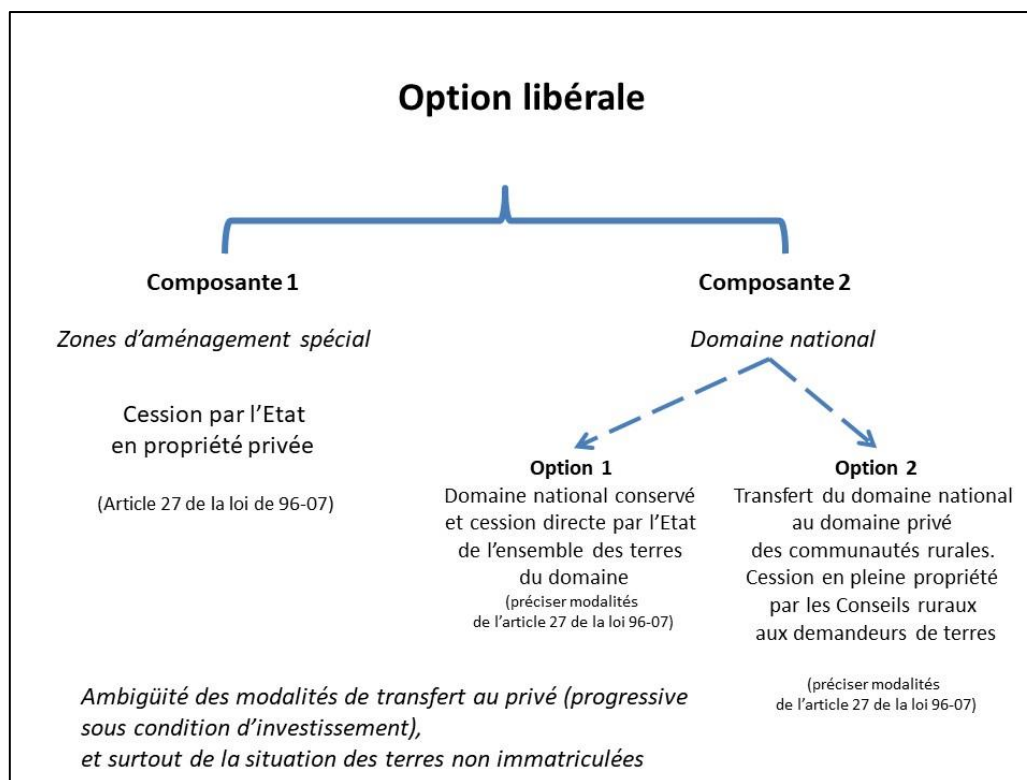 Option libérale
Composante 1
Zones d'aménagement spécial
Cession par l'Etat
en propriété privée
(Article 27 de la loi de 96-07)
Composante 2
Domaine national
Option 1
Domaine national conservé
et cession directe par l'Etat
de l'ensemble des terres
du domaine
(préciser modalités
de l'article 27 de la loi 96-07)
Option 2
Transfert du domaine national
au domaine privé
des communautés rurales.
Cession en pleine propriété
par les Conseils ruraux
aux demandeurs de terres
(préciser modalités
de l'article 27 de la loi 96-07)
Ambigüité des modalités de transfert au privé (progressive
sous condition d'investissement),
et surtout de la situation des terres non immatriculées